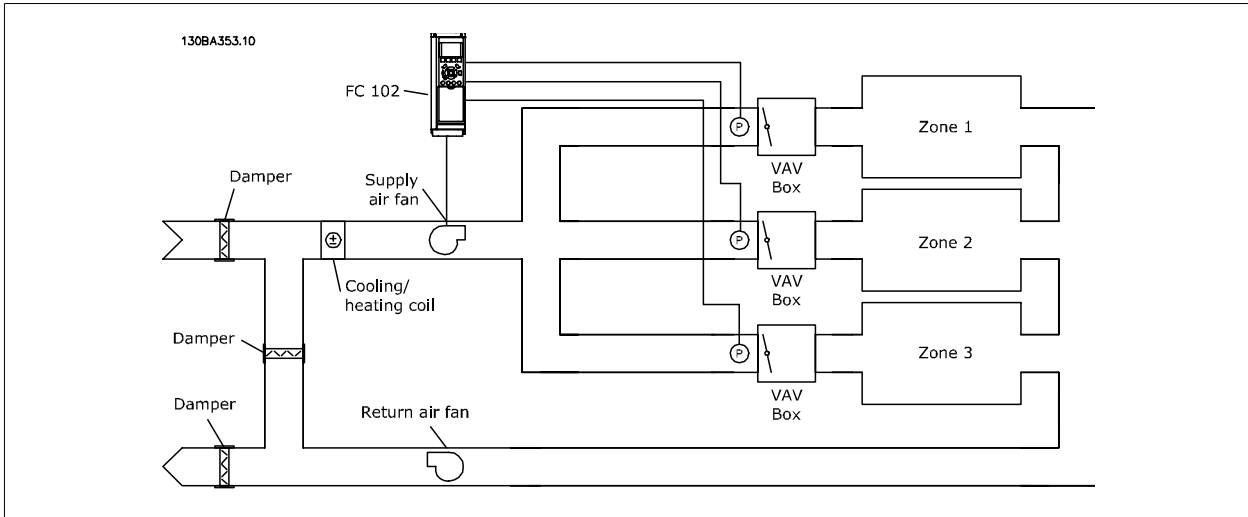 130BA353.10
FC 102
Damper
Supply
air fan
Cooling/
heating coil
Damper
Damper
Return air fan
P
VAV
Box
Zone 1
P
VAV
Box
Zone 2
P
VAV
Box
Zone 3